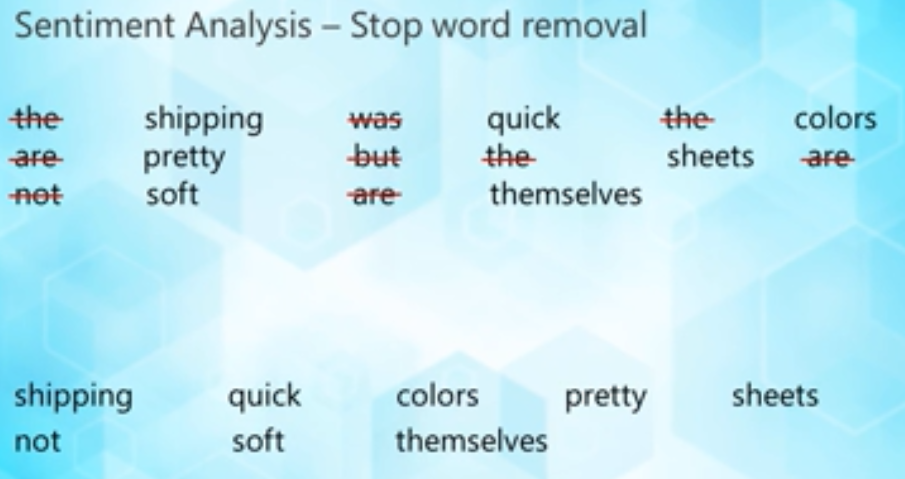 Sentiment Analysis – Stop word removal
the shipping was quick the colors
are pretty but the sheets are
not soft are themselves
shipping quick colors pretty sheets
not soft themselves